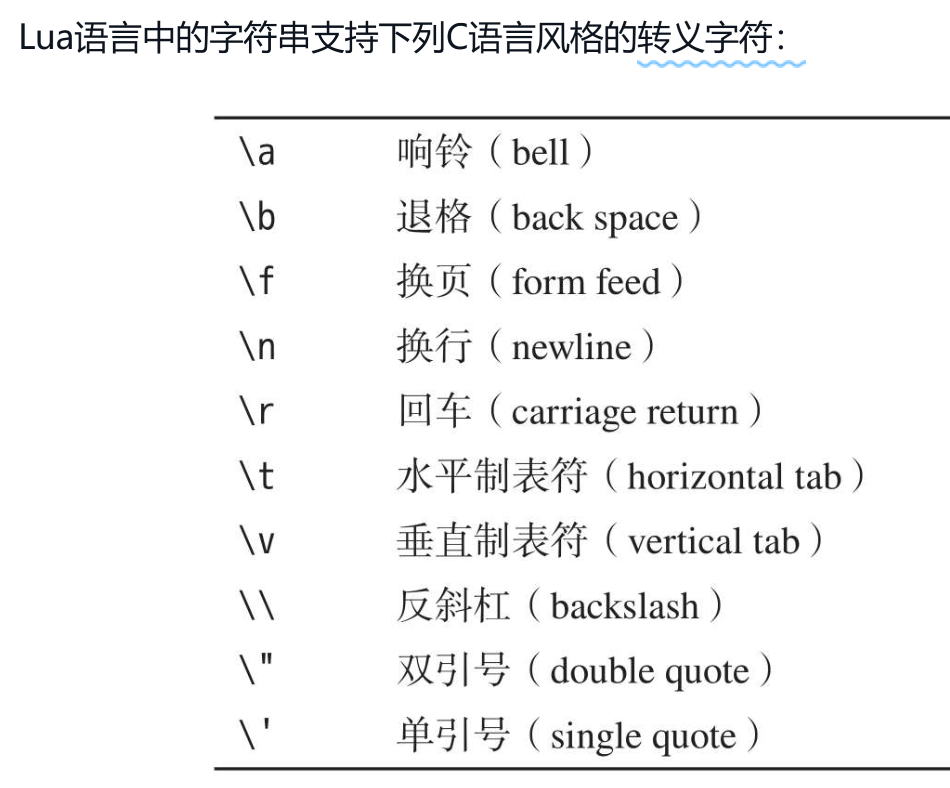 Lua语言中的字符串支持下列C语言风格的转义字符：
\a 响铃（bell）
\b 退格（back space）
\f 换页（form feed）
\n 换行（newline）
\r 回车（carriage return）
\t 水平制表符（horizontal tab）
\v 垂直制表符（vertical tab）
\\ 反斜杠（backslash）
\" 双引号（double quote）
\' 单引号（single quote）